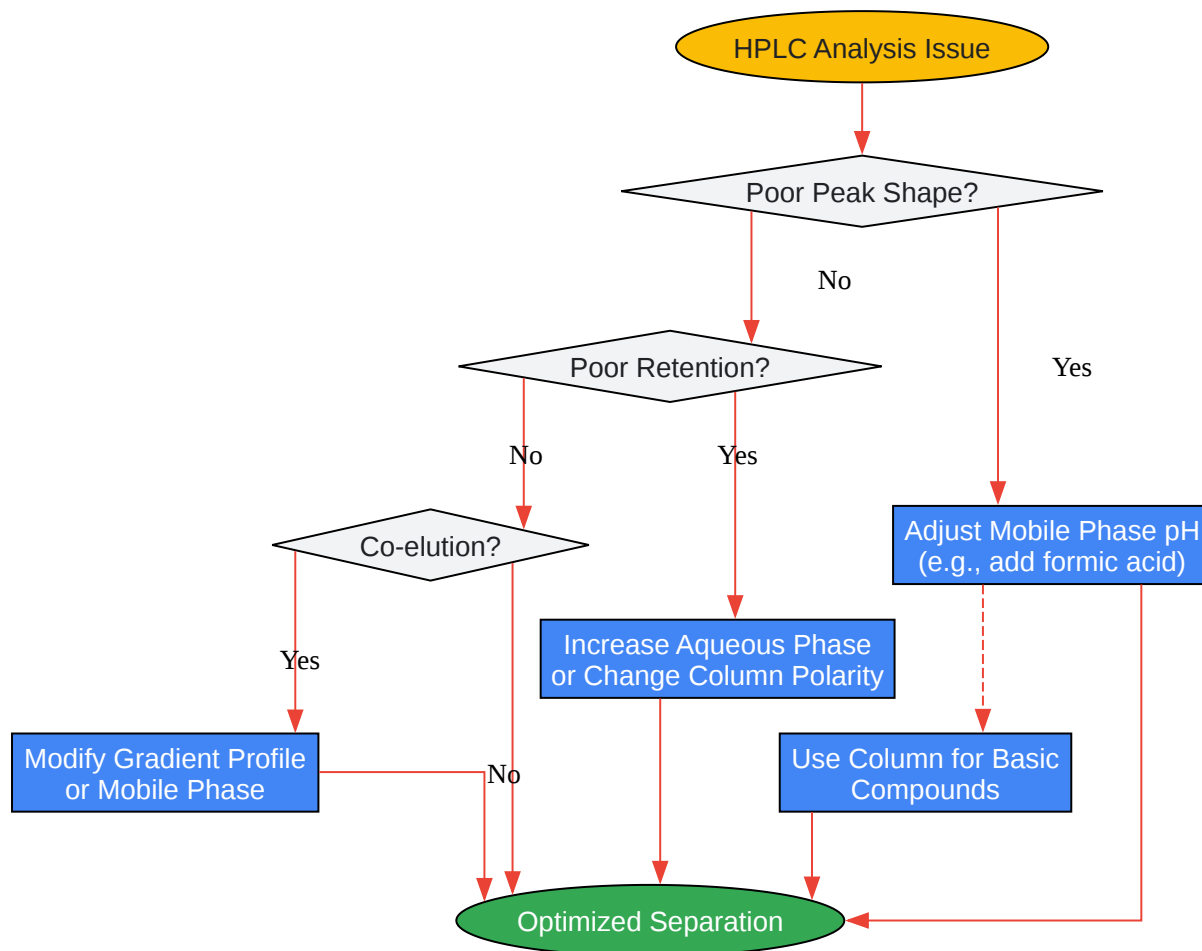 HPLC Analysis Issue
Poor Peak Shape?
No
Poor Retention?
Yes
No
Yes
Adjust Mobile Phase pH
(e.g., add formic acid)
Co-elution?
Increase Aqueous Phase
or Change Column Polarity
Yes
Modify Gradient Profile
or Mobile Phase
No
Use Column for Basic
Compounds
Optimized Separation